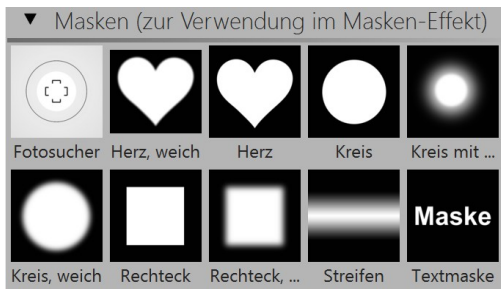 ▼ Masken (zur Verwendung im Masken-Effekt)
Fotosucher Herz, weich Herz Kreis Kreis mit ...
Maske
Kreis, weich Rechteck Rechteck, ... Streifen Textmaske